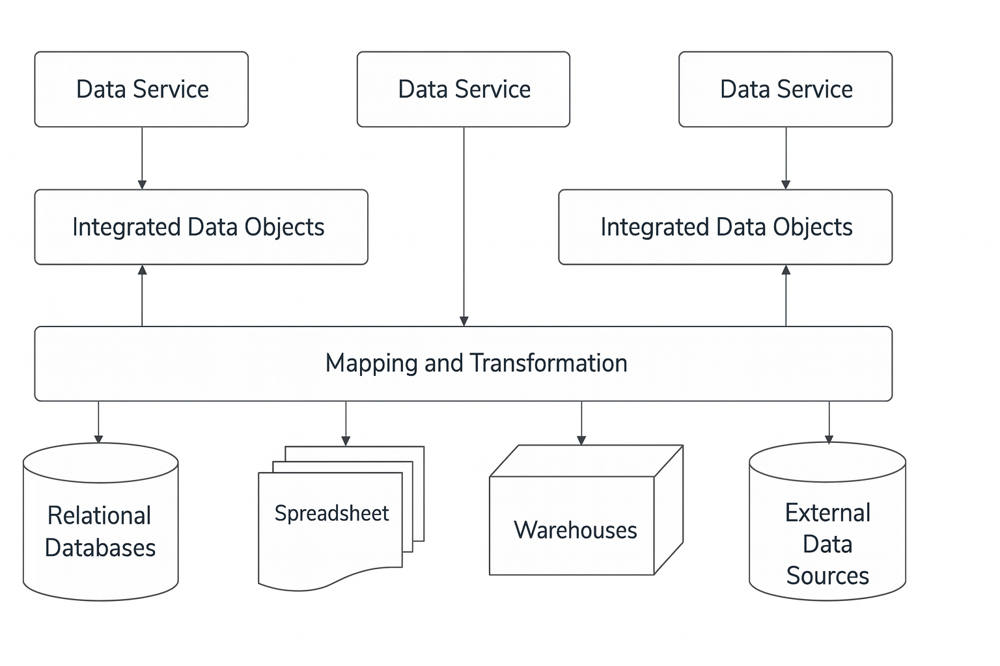 Data Service
Data Service
Data Service
Integrated Data Objects
Integrated Data Objects
Mapping and Transformation
Relational
Databases
Spreadsheet
Warehouses
External
Data
Sources